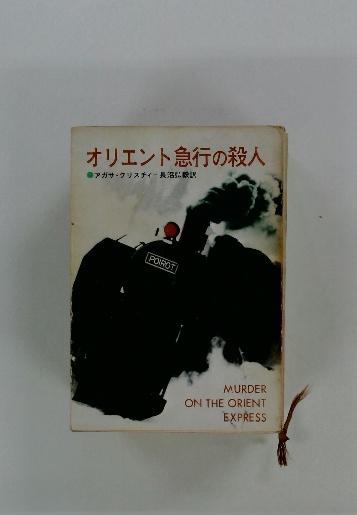 オリエント急行の殺人
●アガサ・クリスティー 長沼弘毅訳
POIROT
MURDER
ON THE ORIENT
EXPRESS